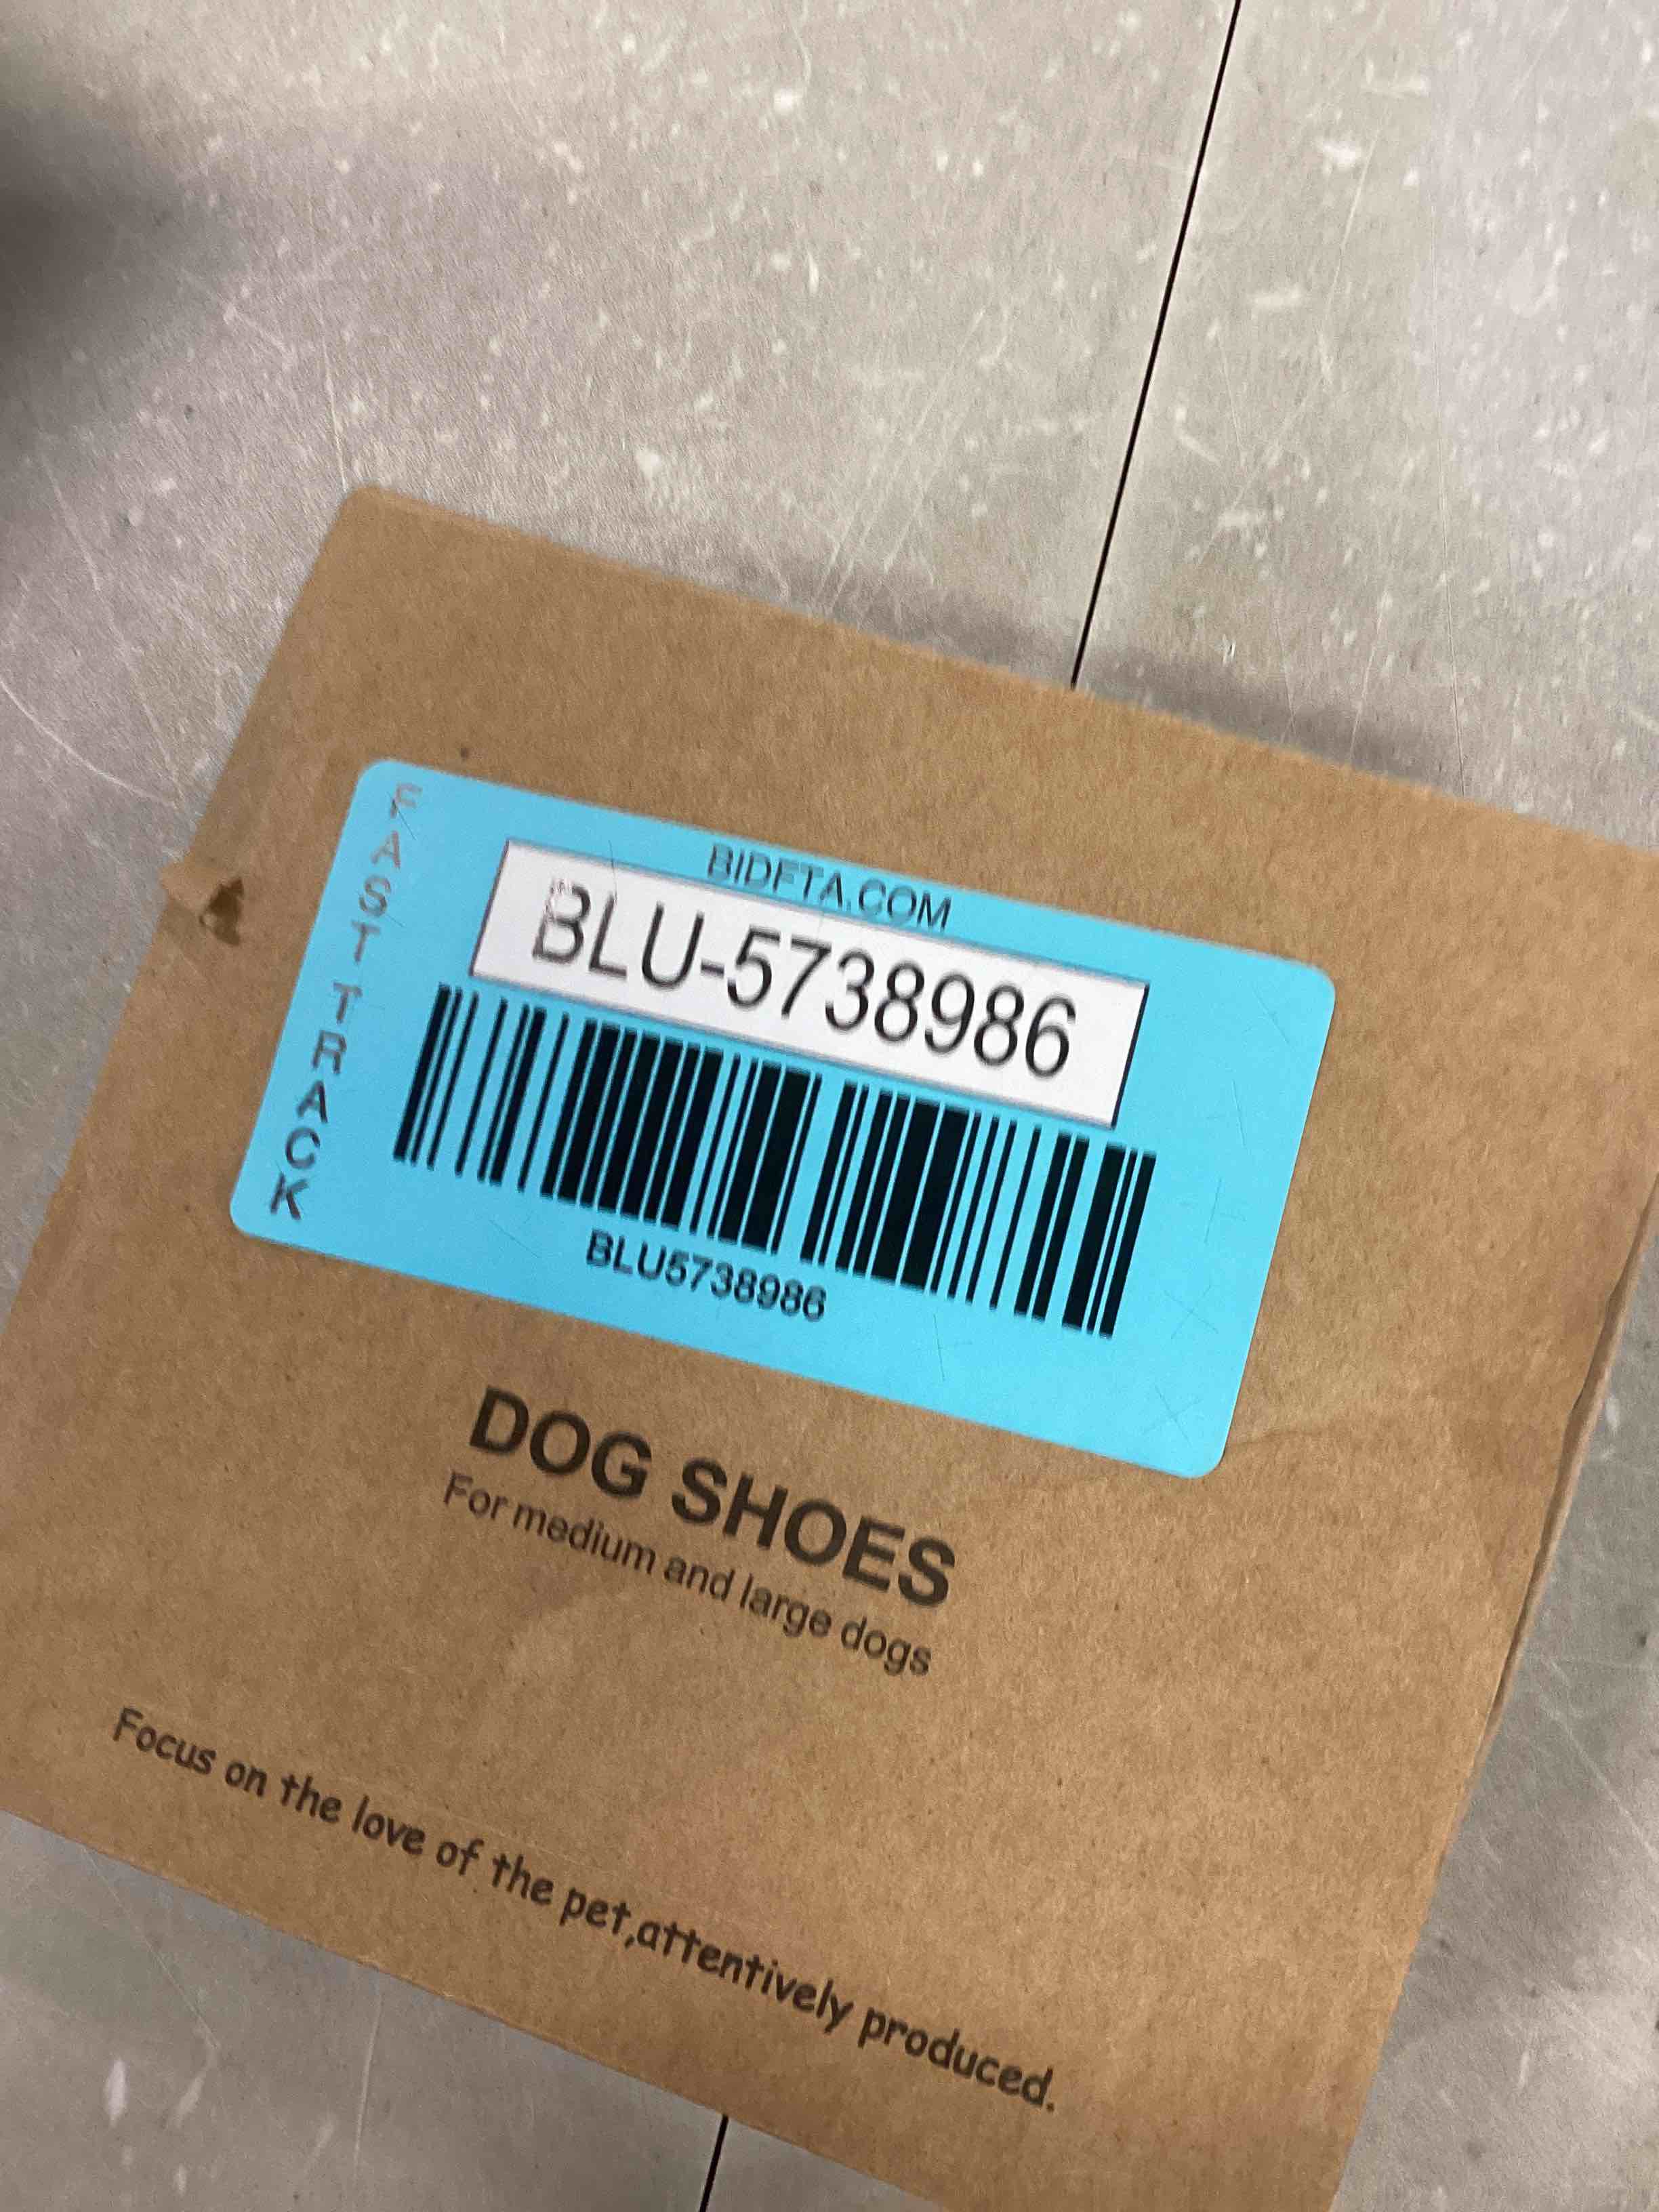 FAST TRACK
BIDFTA.COM
BLU-5738986
BLU5738986
DOG SHOES
For medium and large dogs
Focus on the love of the pet,attentively produced.